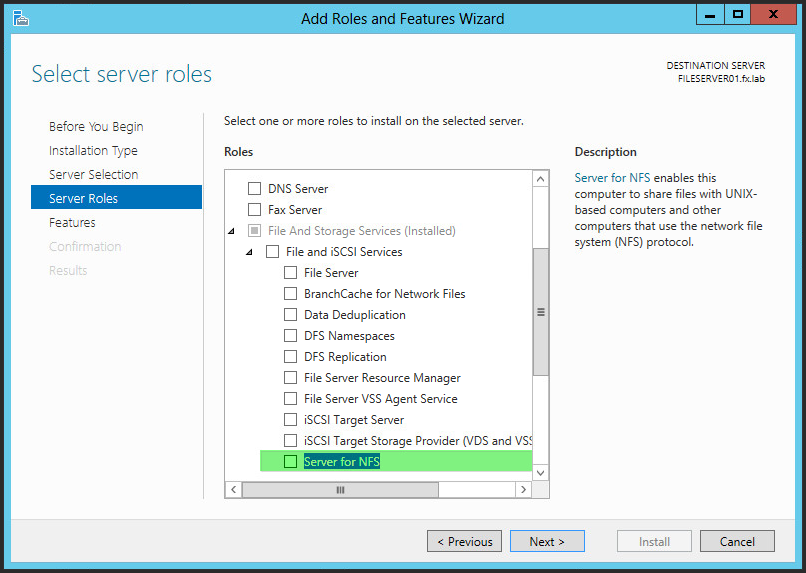 Add Roles and Features Wizard
Select server roles
DESTINATION SERVER
FILESERVER01.fx.lab
Before You Begin
Installation Type
Server Selection
Server Roles
Features
Confirmation
Results
Select one or more roles to install on the selected server.
Roles
DNS Server
Fax Server
File And Storage Services (Installed)
File and iSCSI Services
File Server
BranchCache for Network Files
Data Deduplication
DFS Namespaces
DFS Replication
File Server Resource Manager
File Server VSS Agent Service
iSCSI Target Server
iSCSI Target Storage Provider (VDS and VSS
Server for NFS
Description
Server for NFS enables this
computer to share files with UNIX-
based computers and other
computers that use the network file
system (NFS) protocol.
< Previous
Next >
Install
Cancel